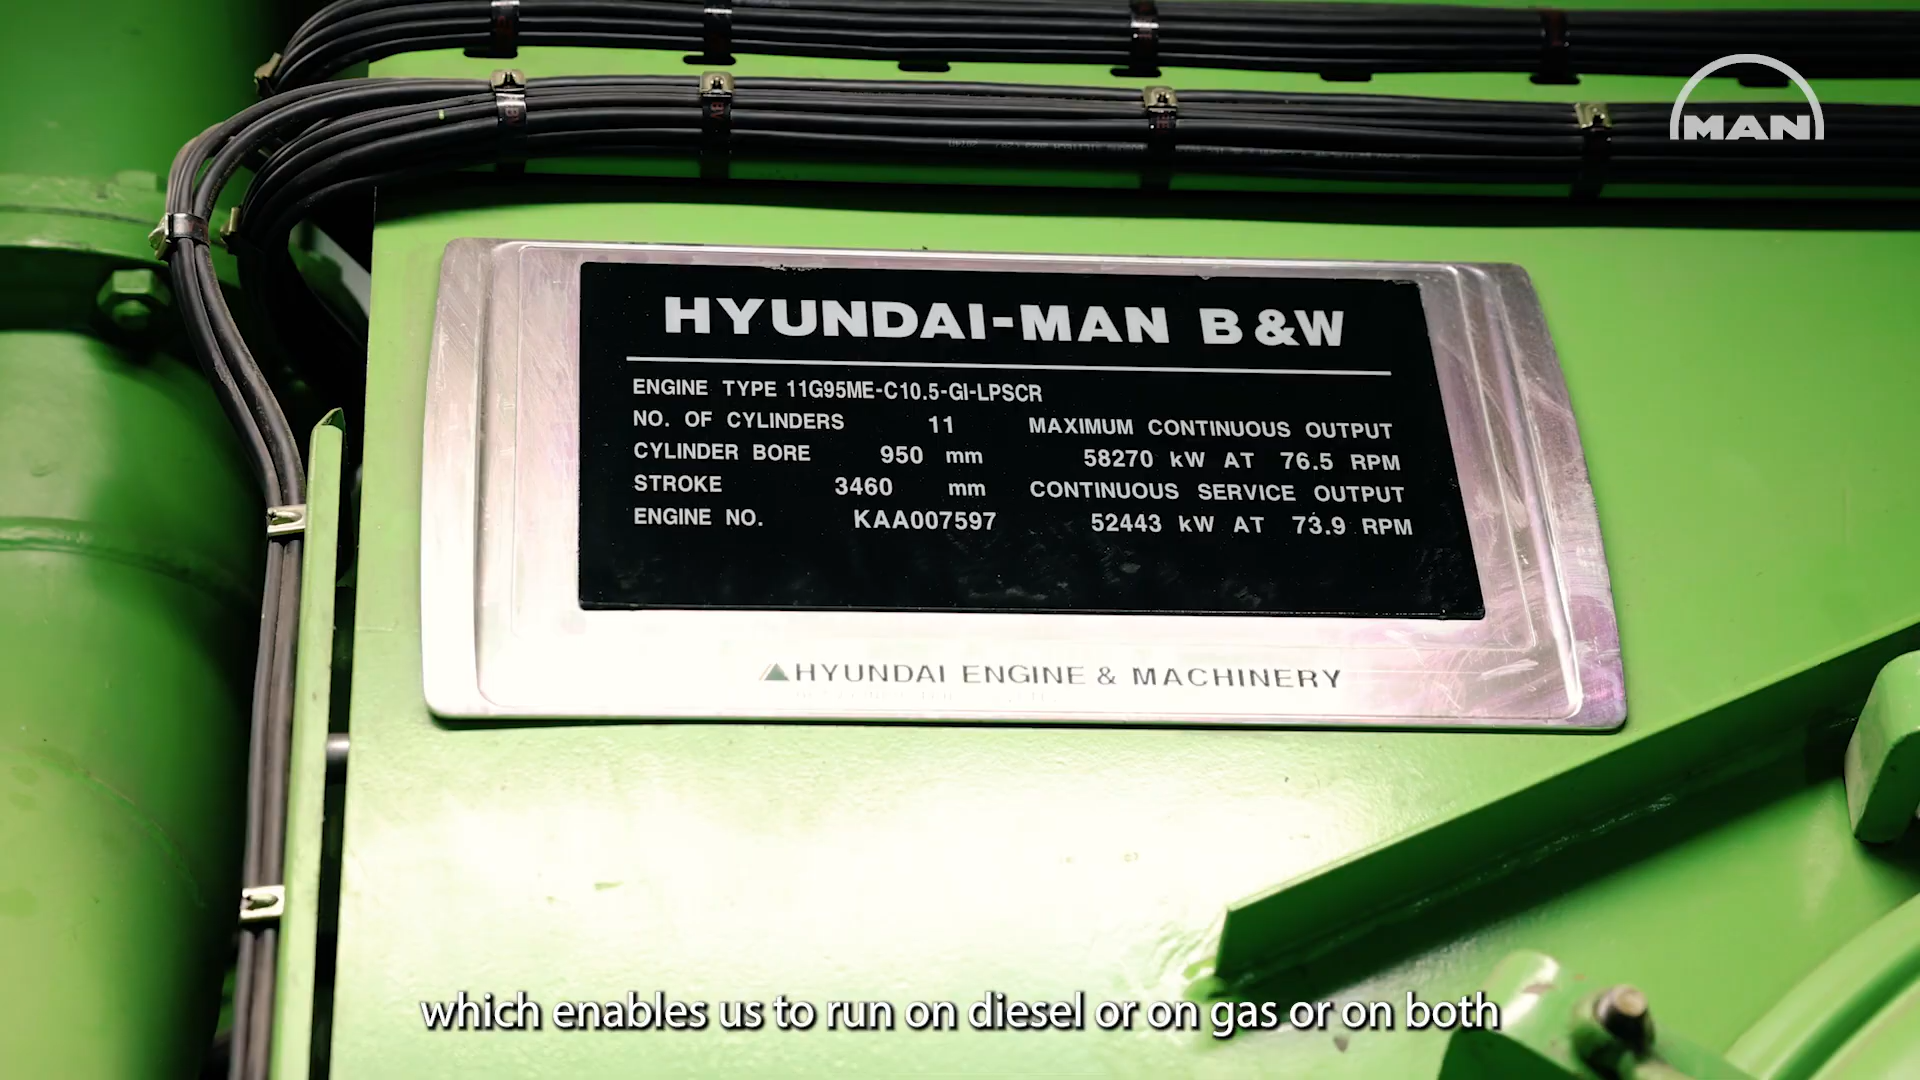 MAN
HYUNDAI-MAN B&W
ENGINE TYPE 11G95ME-C10.5-GI-LPSCR
NO. OF CYLINDERS 11 MAXIMUM CONTINUOUS OUTPUT
CYLINDER BORE 950 mm 58270 kW AT 76.5 RPM
STROKE 3460 mm CONTINUOUS SERVICE OUTPUT
ENGINE NO. KAA007597 52443 kW AT 73.9 RPM
HYUNDAI ENGINE & MACHINERY
which enables us to run on diesel or on gas or on both